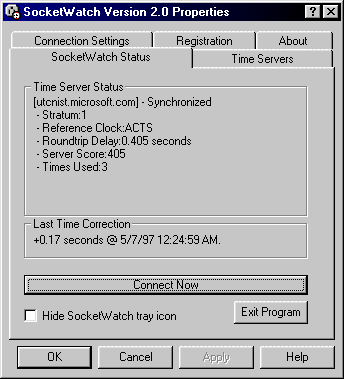 SocketWatch Version 2.0 Properties
Connection Settings
Registration
About
SocketWatch Status
Time Servers
Time Server Status
[utcnist.microsoft.com] - Synchronized
- Stratum:1
- Reference Clock:ACTS
- Roundtrip Delay:0.405 seconds
- Server Score:405
- Times Used:3
Last Time Correction
+0.17 seconds @ 5/7/97 12:24:59 AM.
Connect Now
Hide SocketWatch tray icon
Exit Program
OK
Cancel
Apply
Help